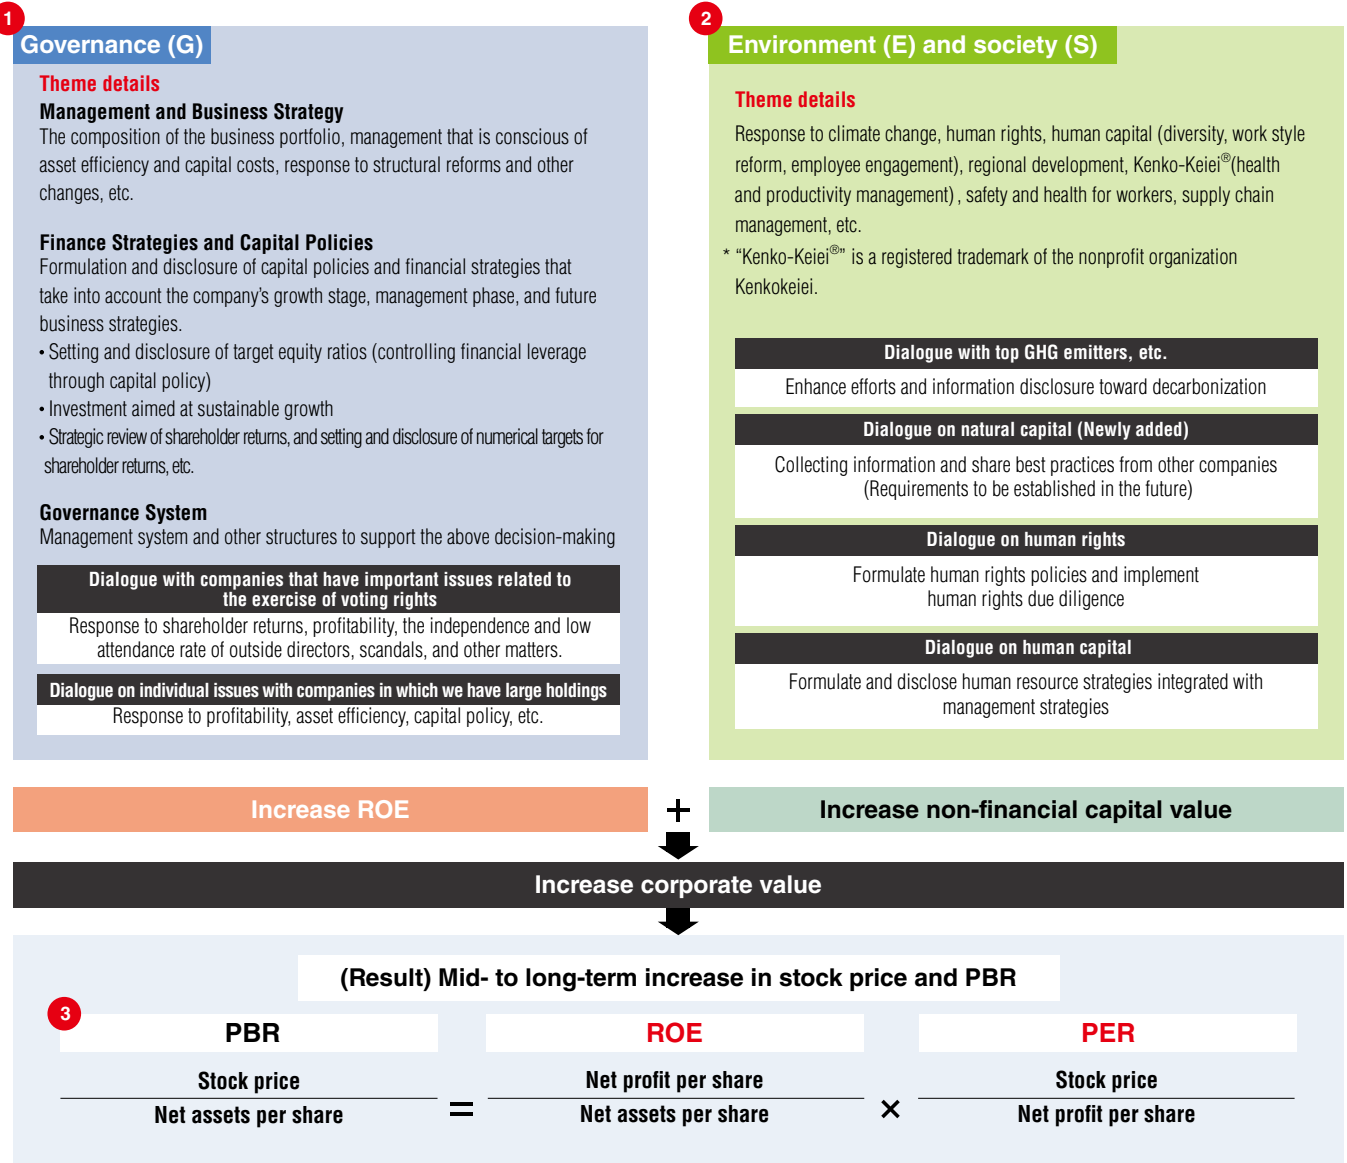 1
Governance (G)
Theme details
Management and Business Strategy
The composition of the business portfolio, management that is conscious of
asset efficiency and capital costs, response to structural reforms and other
changes, etc.
Finance Strategies and Capital Policies
Formulation and disclosure of capital policies and financial strategies that
take into account the company's growth stage, management phase, and future
business strategies.
• Setting and disclosure of target equity ratios (controlling financial leverage
through capital policy)
• Investment aimed at sustainable growth
• Strategic review of shareholder returns, and setting and disclosure of numerical targets for
shareholder returns, etc.
Governance System
Management system and other structures to support the above decision-making
Dialogue with companies that have important issues related to
the exercise of voting rights
Response to shareholder returns, profitability, the independence and low
attendance rate of outside directors, scandals, and other matters.
Dialogue on individual issues with companies in which we have large holdings
Response to profitability, asset efficiency, capital policy, etc.
2
Environment (E) and society (S)
Theme details
Response to climate change, human rights, human capital (diversity, work style
reform, employee engagement), regional development, Kenko-Keiei®(health
and productivity management), safety and health for workers, supply chain
management, etc.
* “Kenko-Keiei®” is a registered trademark of the nonprofit organization
Kenkokeiei.
Dialogue with top GHG emitters, etc.
Enhance efforts and information disclosure toward decarbonization
Dialogue on natural capital (Newly added)
Collecting information and share best practices from other companies
(Requirements to be established in the future)
Dialogue on human rights
Formulate human rights policies and implement
human rights due diligence
Dialogue on human capital
Formulate and disclose human resource strategies integrated with
management strategies
Increase ROE
+
Increase non-financial capital value
Increase corporate value
(Result) Mid- to long-term increase in stock price and PBR
3
PBR
Stock price
Net assets per share
=
ROE
Net profit per share
Net assets per share
×
PER
Stock price
Net profit per share